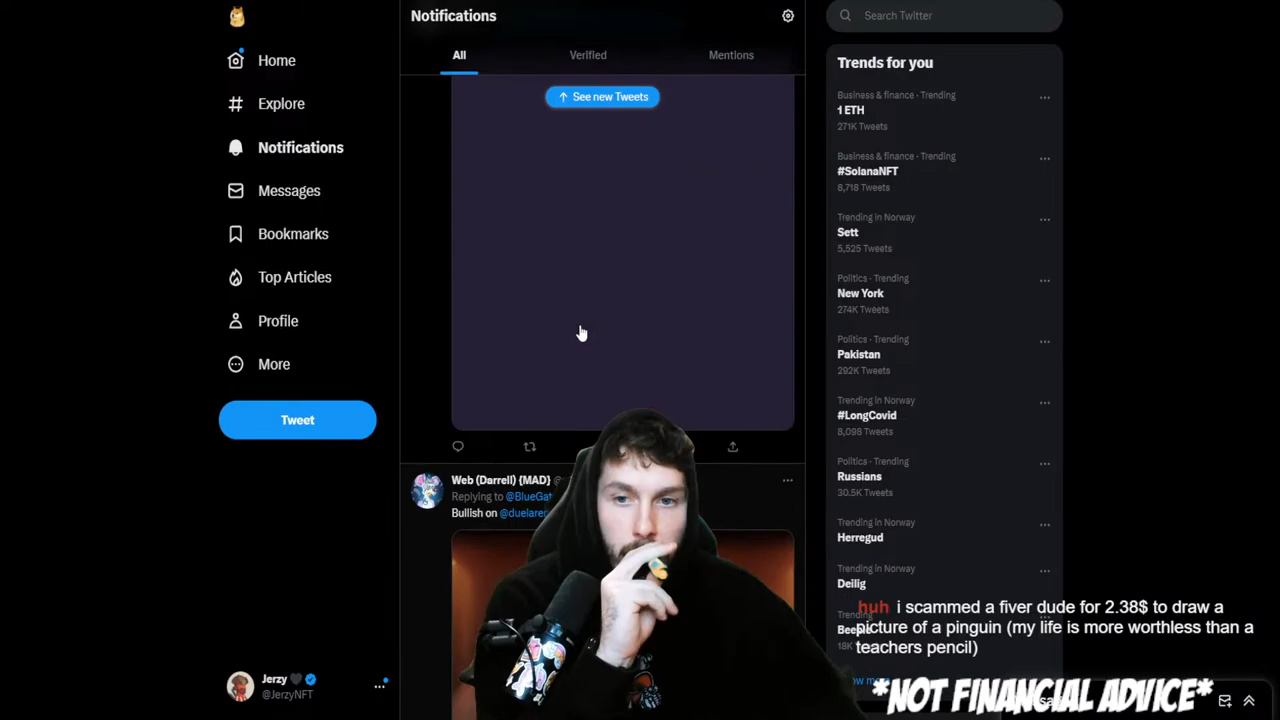 Home
Explore
Notifications
Messages
Bookmarks
Top Articles
Profile
More
Tweet
Jerzy
@JerzyNFT
Notifications
All
Verified
Mentions
See new Tweets
Web (Darrell) {MAD}
Replying to @BlueGat
Bullish on @duelaren
Search Twitter
Trends for you
Business & finance · Trending
1 ETH
271K Tweets
Business & finance · Trending
#SolanaNFT
8,718 Tweets
Trending in Norway
Sett
5,525 Tweets
Politics · Trending
New York
274K Tweets
Politics · Trending
Pakistan
292K Tweets
Trending in Norway
#LongCovid
8,098 Tweets
Politics · Trending
Russians
30.5K Tweets
Trending in Norway
Herregud
Trending in Norway
Deilig
Trending
Beeple
18K
huh i scammed a fiver dude for 2.38$ to draw a
picture of a pinguin (my life is more worthless than a
teachers pencil)
*NOT FINANCIAL ADVICE*